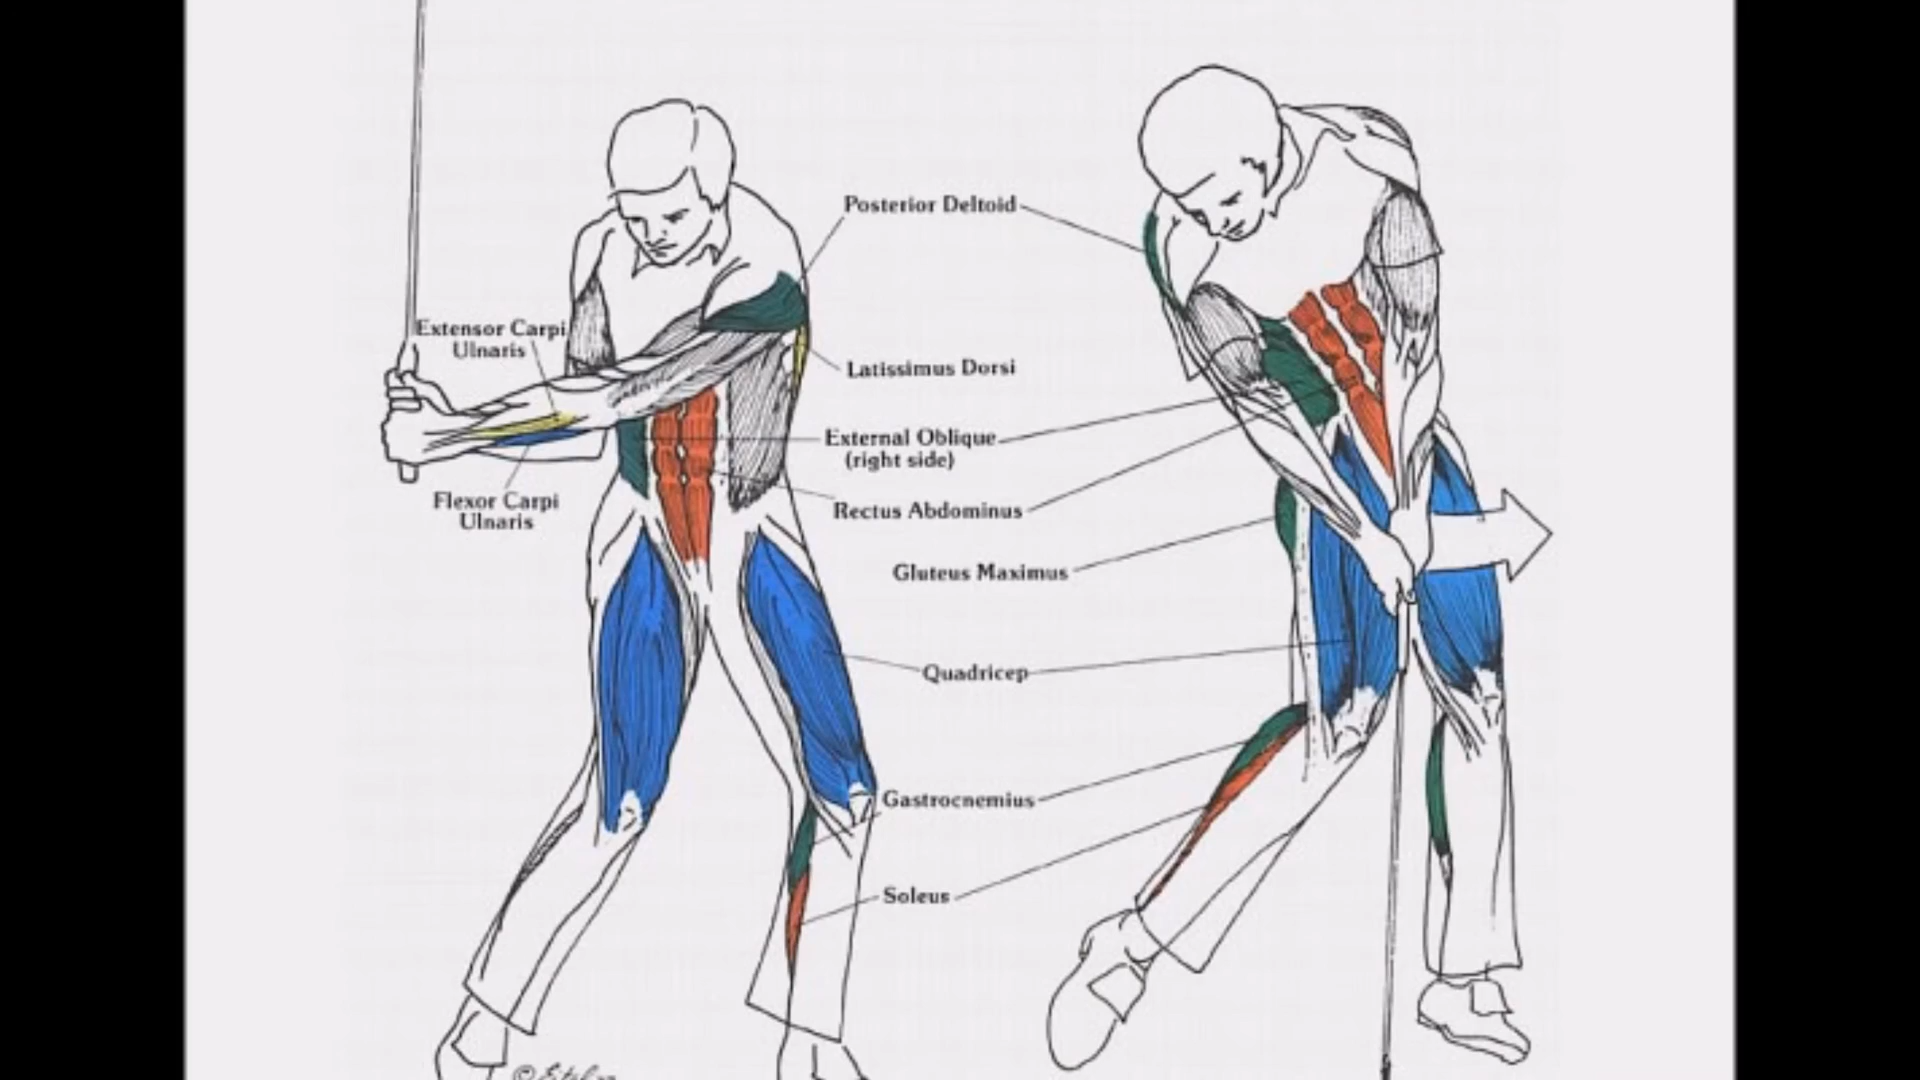 Posterior Deltoid
Extensor Carpi
Ulnaris
Latissimus Dorsi
External Oblique
(right side)
Flexor Carpi
Ulnaris
Rectus Abdominus
Gluteus Maximus
Quadricep
Gastrocnemius
Soleus
©